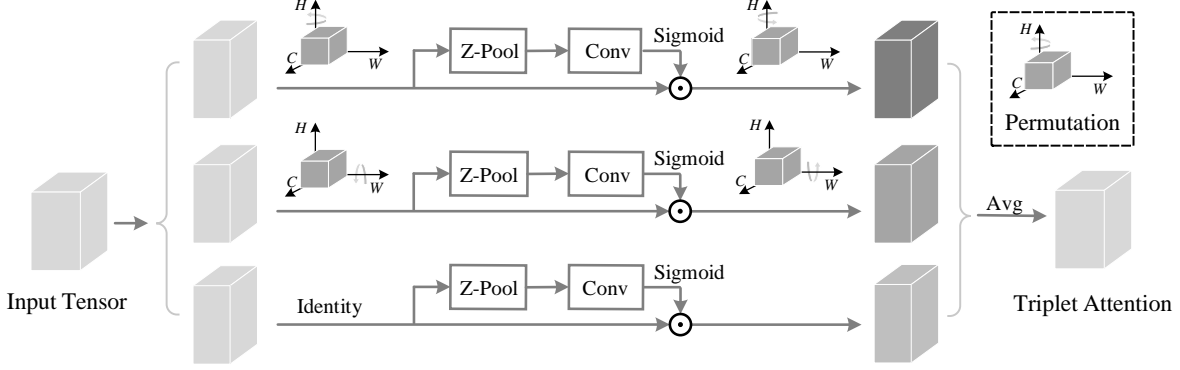 H
C
W
Z-Pool
Conv
Sigmoid
H
C
W
H
C
W
Permutation
H
C
W
Z-Pool
Conv
Sigmoid
H
C
W
Input Tensor
Avg
Identity
Z-Pool
Conv
Sigmoid
Triplet Attention